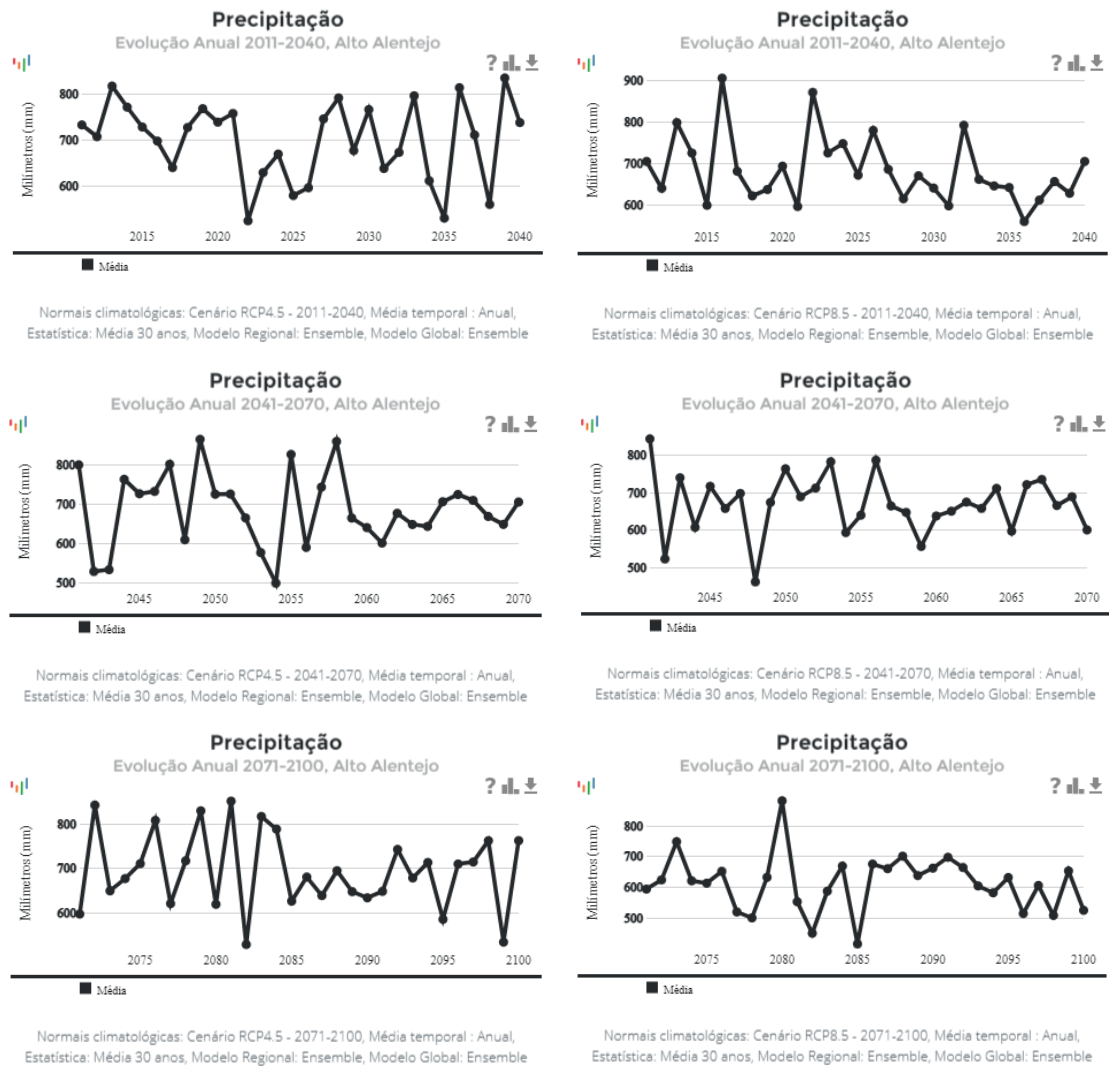 Precipitação
Evolução Anual 2011-2040, Alto Alentejo
?
Milímetros (mm)
800
700
600
2015 2020 2025 2030 2035 2040
Média
Normais climatológicas: Cenário RCP4.5 - 2011-2040, Média temporal : Anual,
Estatística: Média 30 anos, Modelo Regional: Ensemble, Modelo Global: Ensemble
Precipitação
Evolução Anual 2011-2040, Alto Alentejo
?
Milímetros (mm)
900
800
700
600
2015 2020 2025 2030 2035 2040
Média
Normais climatológicas: Cenário RCP8.5 - 2011-2040, Média temporal : Anual,
Estatística: Média 30 anos, Modelo Regional: Ensemble, Modelo Global: Ensemble
Precipitação
Evolução Anual 2041-2070, Alto Alentejo
?
Milímetros (mm)
800
700
600
500
2045 2050 2055 2060 2065 2070
Média
Normais climatológicas: Cenário RCP4.5 - 2041-2070, Média temporal : Anual,
Estatística: Média 30 anos, Modelo Regional: Ensemble, Modelo Global: Ensemble
Precipitação
Evolução Anual 2041-2070, Alto Alentejo
?
Milímetros (mm)
800
700
600
500
2045 2050 2055 2060 2065 2070
Média
Normais climatológicas: Cenário RCP8.5 - 2041-2070, Média temporal : Anual,
Estatística: Média 30 anos, Modelo Regional: Ensemble, Modelo Global: Ensemble
Precipitação
Evolução Anual 2071-2100, Alto Alentejo
?
Milímetros (mm)
800
700
600
2075 2080 2085 2090 2095 2100
Média
Normais climatológicas: Cenário RCP4.5 - 2071-2100, Média temporal : Anual,
Estatística: Média 30 anos, Modelo Regional: Ensemble, Modelo Global: Ensemble
Precipitação
Evolução Anual 2071-2100, Alto Alentejo
?
Milímetros (mm)
800
700
600
500
2075 2080 2085 2090 2095 2100
Média
Normais climatológicas: Cenário RCP8.5 - 2071-2100, Média temporal : Anual,
Estatística: Média 30 anos, Modelo Regional: Ensemble, Modelo Global: Ensemble